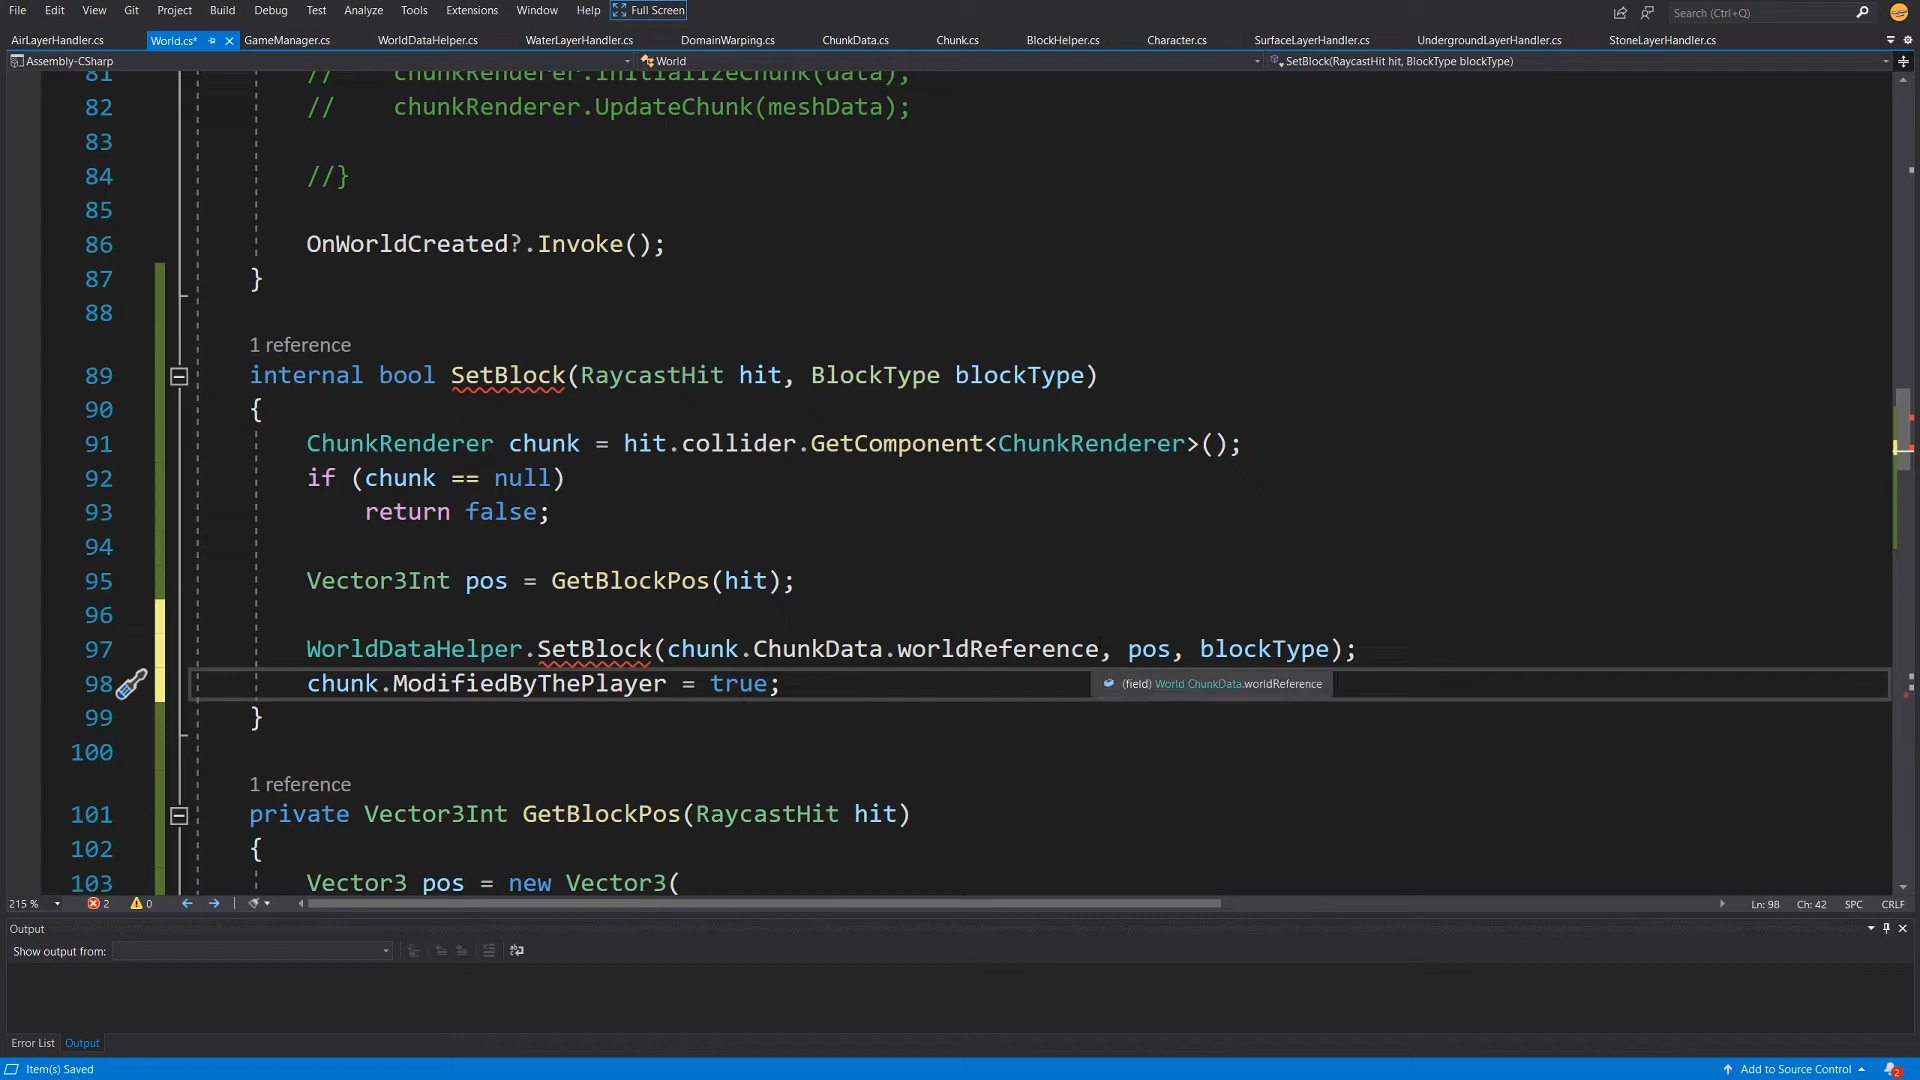 File Edit View Git Project Build Debug Test Analyze Tools Extensions Window Help Full Screen Search (Ctrl+Q)
AirLayerHandler.cs World.cs* GameManager.cs WorldDataHelper.cs WaterLayerHandler.cs DomainWarping.cs ChunkData.cs Chunk.cs BlockHelper.cs Character.cs SurfaceLayerHandler.cs UndergroundLayerHandler.cs StoneLayerHandler.cs
Assembly-CSharp World SetBlock(RaycastHit hit, BlockType blockType)
81 // chunkRenderer.InitializeChunk(data);
82 // chunkRenderer.UpdateChunk(meshData);
83
84 //}
85
86 OnWorldCreated?.Invoke();
87 }
88
1 reference
89 internal bool SetBlock(RaycastHit hit, BlockType blockType)
90 {
91 ChunkRenderer chunk = hit.collider.GetComponent<ChunkRenderer>();
92 if (chunk == null)
93 return false;
94
95 Vector3Int pos = GetBlockPos(hit);
96
97 WorldDataHelper.SetBlock(chunk.ChunkData.worldReference, pos, blockType);
98 chunk.ModifiedByThePlayer = true; (field) World ChunkData.worldReference
99 }
100
1 reference
101 private Vector3Int GetBlockPos(RaycastHit hit)
102 {
103 Vector3 pos = new Vector3(
215 % 2 0 Ln: 98 Ch: 42 SPC CRLF
Output
Show output from:
Error List Output
Item(s) Saved Add to Source Control 2